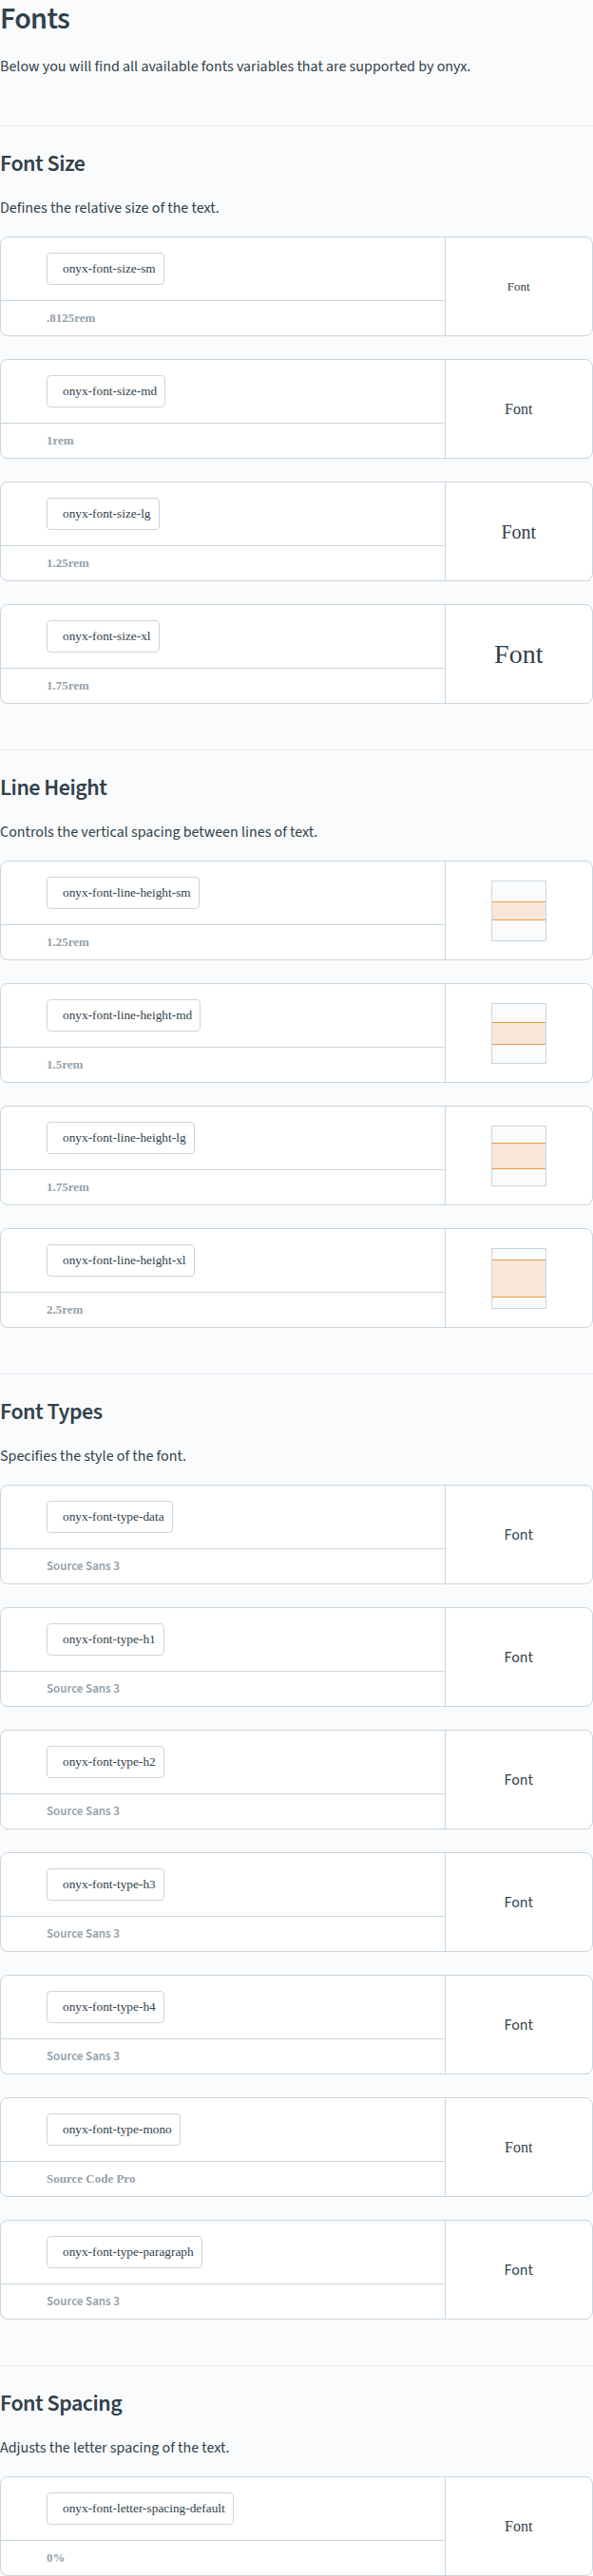 Fonts
Below you will find all available fonts variables that are supported by onyx.
Font Size
Defines the relative size of the text.
onyx-font-size-sm
.8125rem
Font
onyx-font-size-md
1rem
Font
onyx-font-size-lg
1.25rem
Font
onyx-font-size-xl
1.75rem
Font
Line Height
Controls the vertical spacing between lines of text.
onyx-font-line-height-sm
1.25rem
onyx-font-line-height-md
1.5rem
onyx-font-line-height-lg
1.75rem
onyx-font-line-height-xl
2.5rem
Font Types
Specifies the style of the font.
onyx-font-type-data
Source Sans 3
Font
onyx-font-type-h1
Source Sans 3
Font
onyx-font-type-h2
Source Sans 3
Font
onyx-font-type-h3
Source Sans 3
Font
onyx-font-type-h4
Source Sans 3
Font
onyx-font-type-mono
Source Code Pro
Font
onyx-font-type-paragraph
Source Sans 3
Font
Font Spacing
Adjusts the letter spacing of the text.
onyx-font-letter-spacing-default
0%
Font